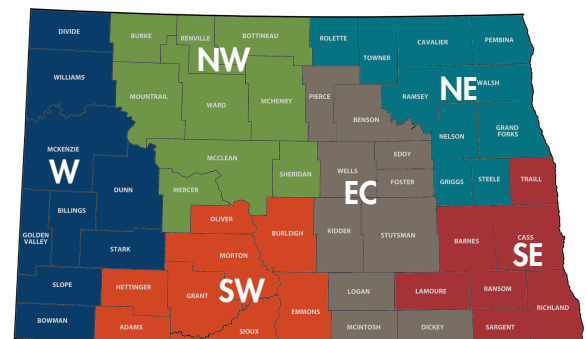 DIVIDE
BURKE
RENVILLE
BOTTINEAU
ROLETTE
TOWNER
CAVALIER
PEMBINA
WILLIAMS
NW
MOUNTRAIL
WARD
MCHENRY
PIERCE
BENSON
RAMSEY
NE
WALSH
NELSON
GRAND
FORKS
MCKENZIE
W
DUNN
MCCLEAN
MERCER
SHERIDAN
WELLS
EDDY
FOSTER
EC
GRIGGS
STEELE
TRAILL
BILLINGS
GOLDEN
VALLEY
STARK
OLIVER
MORTON
BURLEIGH
KIDDER
STUTSMAN
BARNES
CASS
SE
SLOPE
HETTINGER
GRANT
SW
EMMONS
LOGAN
LAMOURE
RANSOM
RICHLAND
BOWMAN
ADAMS
SIOUX
MCINTOSH
DICKEY
SARGENT